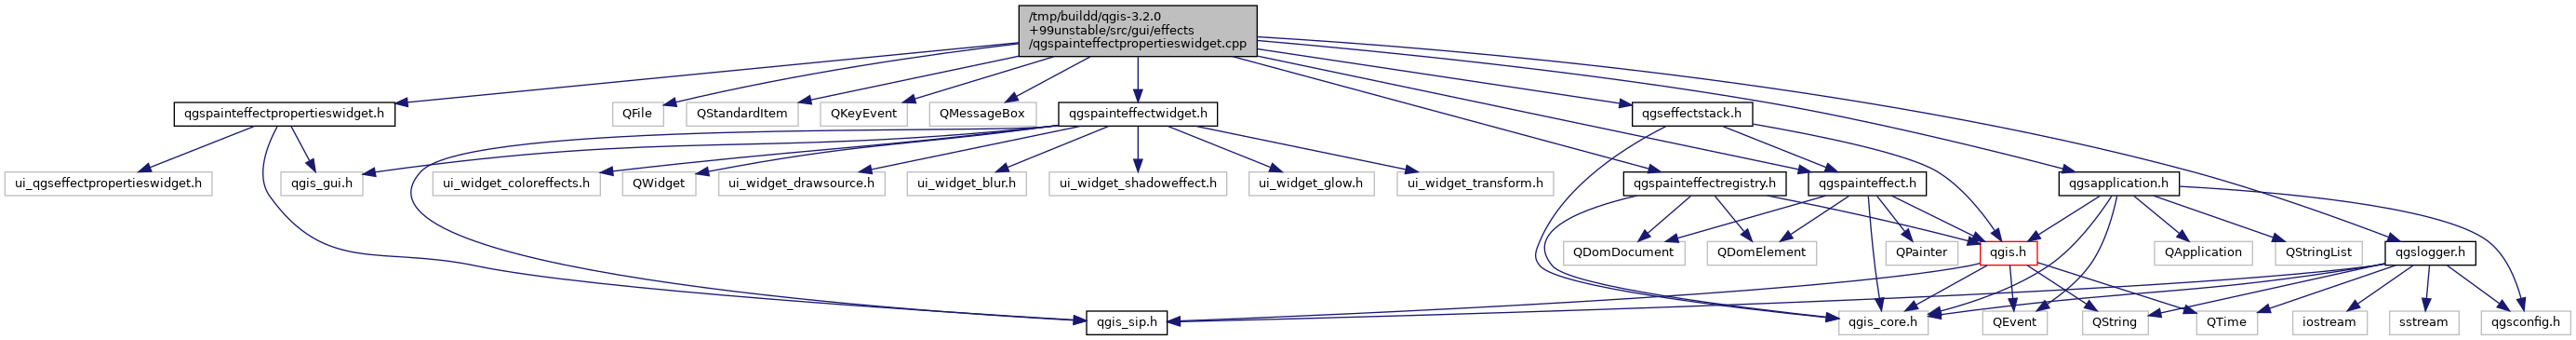 /tmp/buildd/qgis-3.2.0
+99unstable/src/gui/effects
/qgspainteffectpropertieswidget.cpp
qgspainteffectpropertieswidget.h
QFile
QStandardItem
QKeyEvent
QMessageBox
qgspainteffectwidget.h
qgseffectstack.h
ui_qgseffectpropertieswidget.h
qgis_gui.h
ui_widget_coloreffects.h
QWidget
ui_widget_drawsource.h
ui_widget_blur.h
ui_widget_shadoweffect.h
ui_widget_glow.h
ui_widget_transform.h
qgspainteffectregistry.h
qgspainteffect.h
qgsapplication.h
QDomDocument
QDomElement
QPainter
qgis.h
QApplication
QStringList
qgslogger.h
qgis_sip.h
qgis_core.h
QEvent
QString
QTime
iostream
sstream
qgsconfig.h